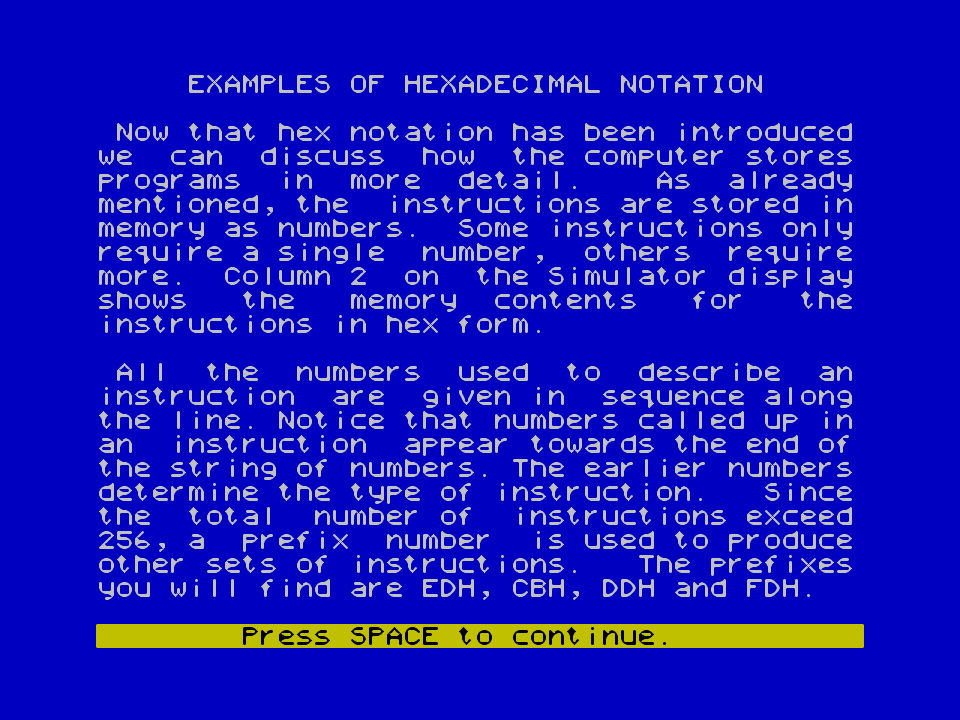 EXAMPLES OF HEXADECIMAL NOTATION
Now that hex notation has been introduced
we can discuss how the computer stores
programs in more detail. As already
mentioned, the instructions are stored in
memory as numbers. Some instructions only
require a single number, others require
more. Column 2 on the Simulator display
shows the memory contents for the
instructions in hex form.
All the numbers used to describe an
instruction are given in sequence along
the line. Notice that numbers called up in
an instruction appear towards the end of
the string of numbers. The earlier numbers
determine the type of instruction. Since
the total number of instructions exceed
256, a prefix number is used to produce
other sets of instructions. The prefixes
you will find are EDH, CBH, DDH and FDH.
Press SPACE to continue.